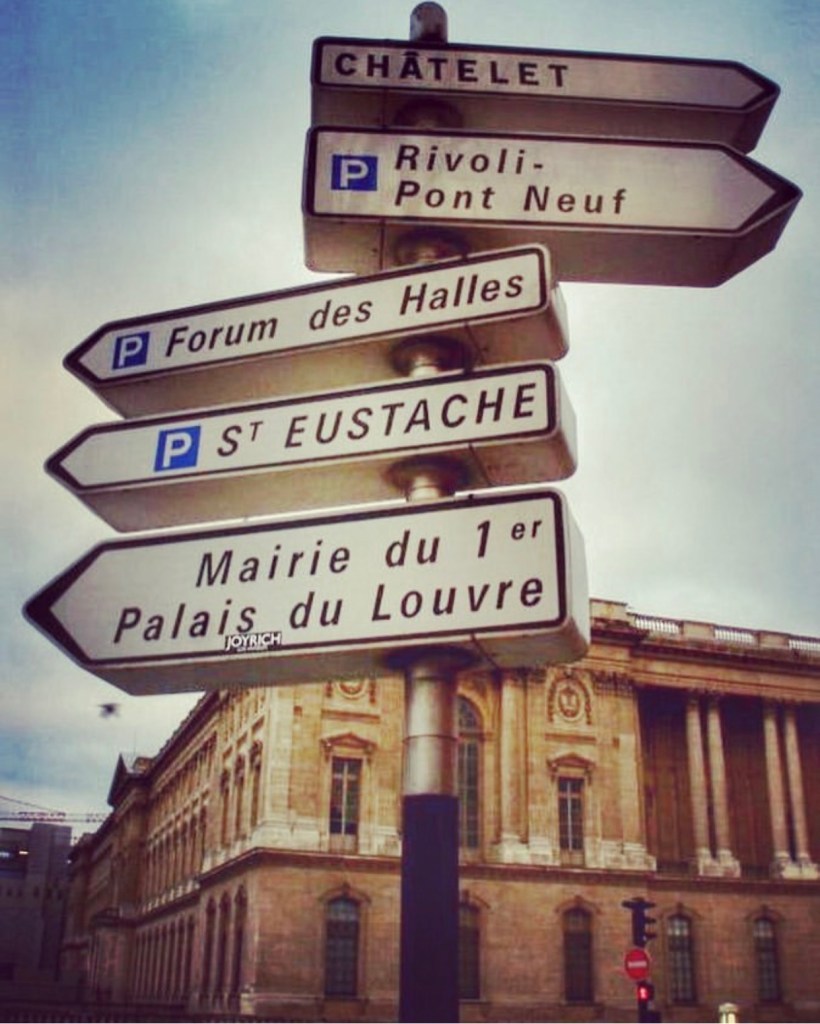 CHÂTELET
P Rivoli-
Pont Neuf
P Forum des Halles
P Sᵀ EUSTACHE
Mairie du 1er
Palais du Louvre
JOYRICH